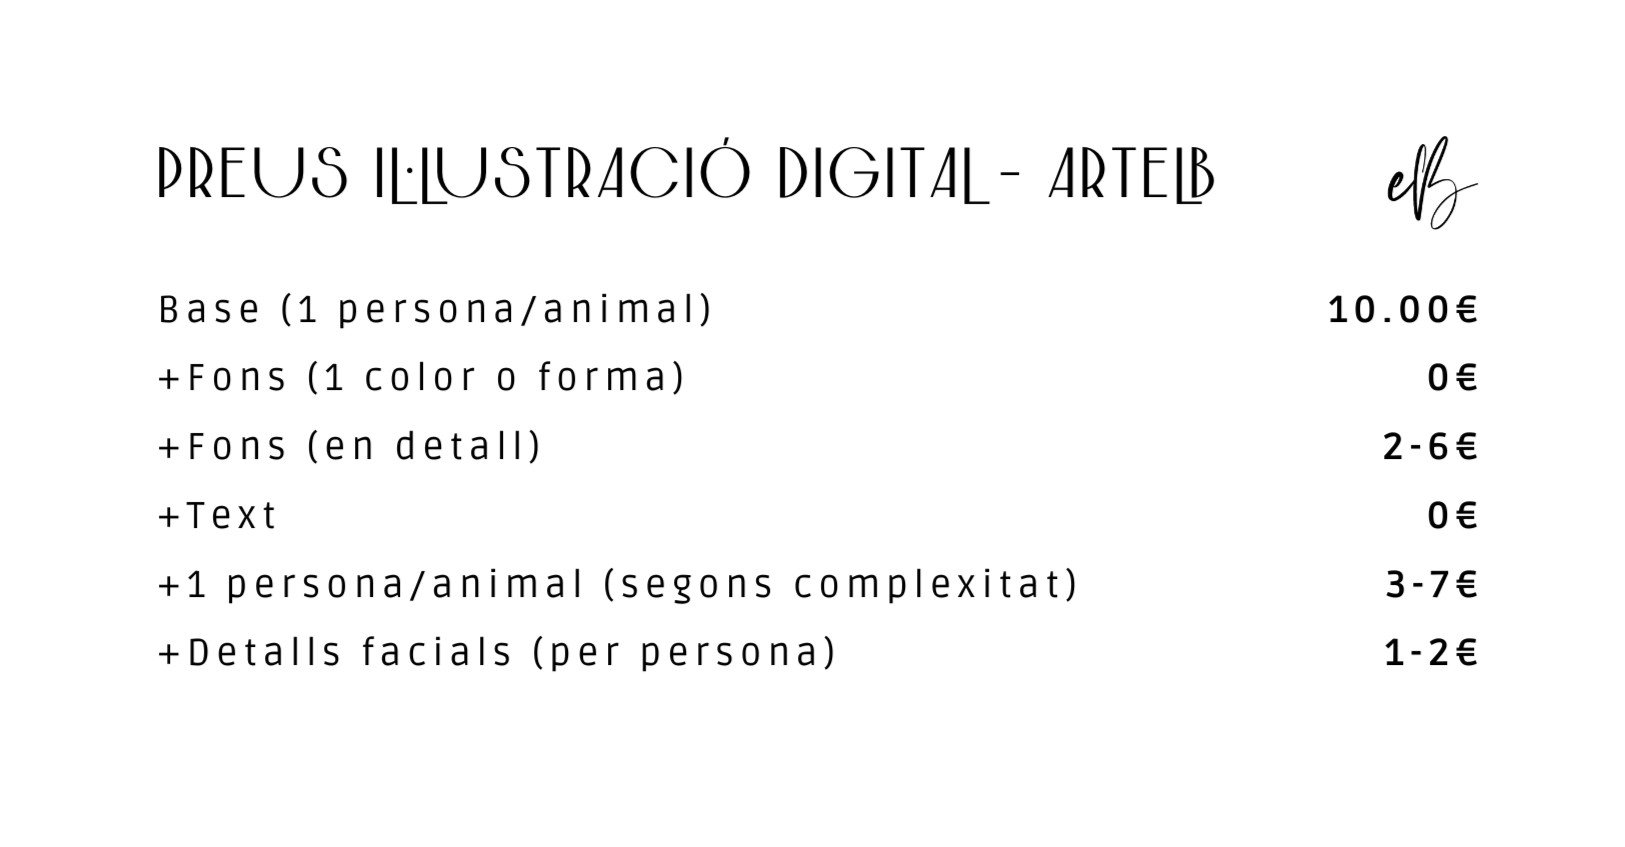 PREUS IL·LUSTRACIÓ DIGITAL - ARTELB elB
Base (1 persona/animal) 10.00€
+Fons (1 color o forma) 0€
+Fons (en detall) 2-6€
+Text 0€
+1 persona/animal (segons complexitat) 3-7€
+Detalls facials (per persona) 1-2€